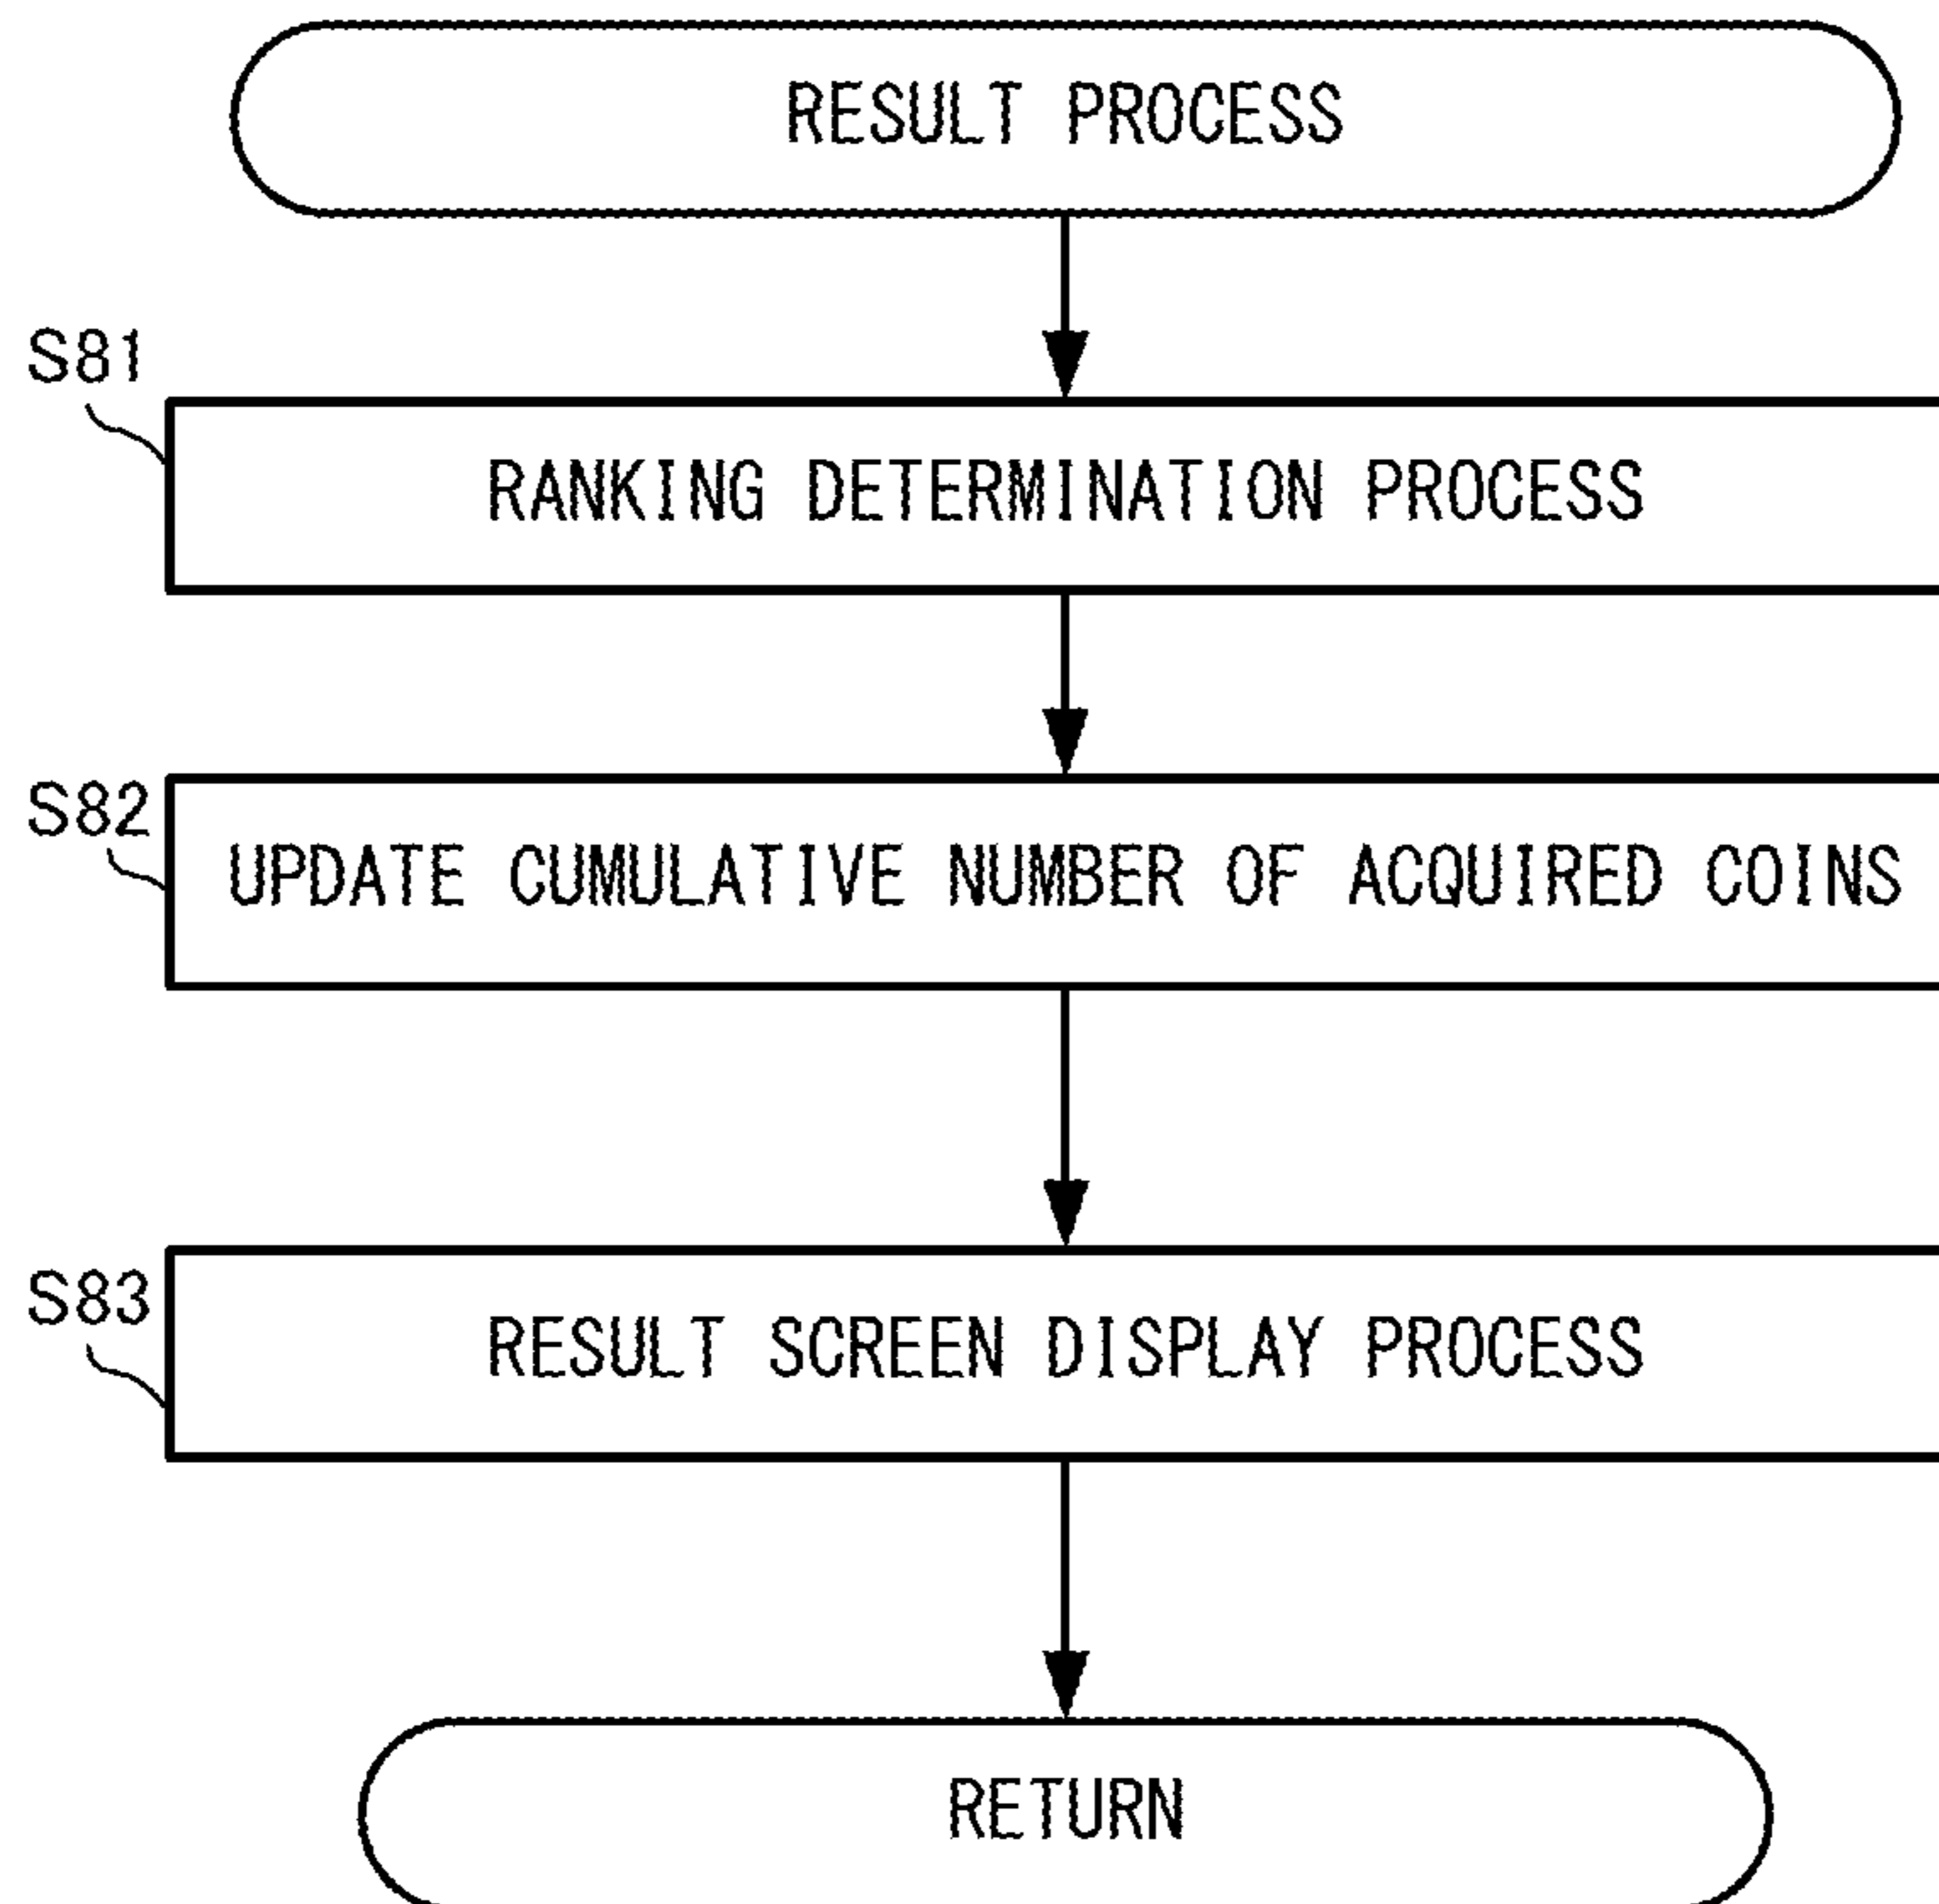 RESULT PROCESS
S81
RANKING DETERMINATION PROCESS
S82
UPDATE CUMULATIVE NUMBER OF ACQUIRED COINS
S83
RESULT SCREEN DISPLAY PROCESS
RETURN